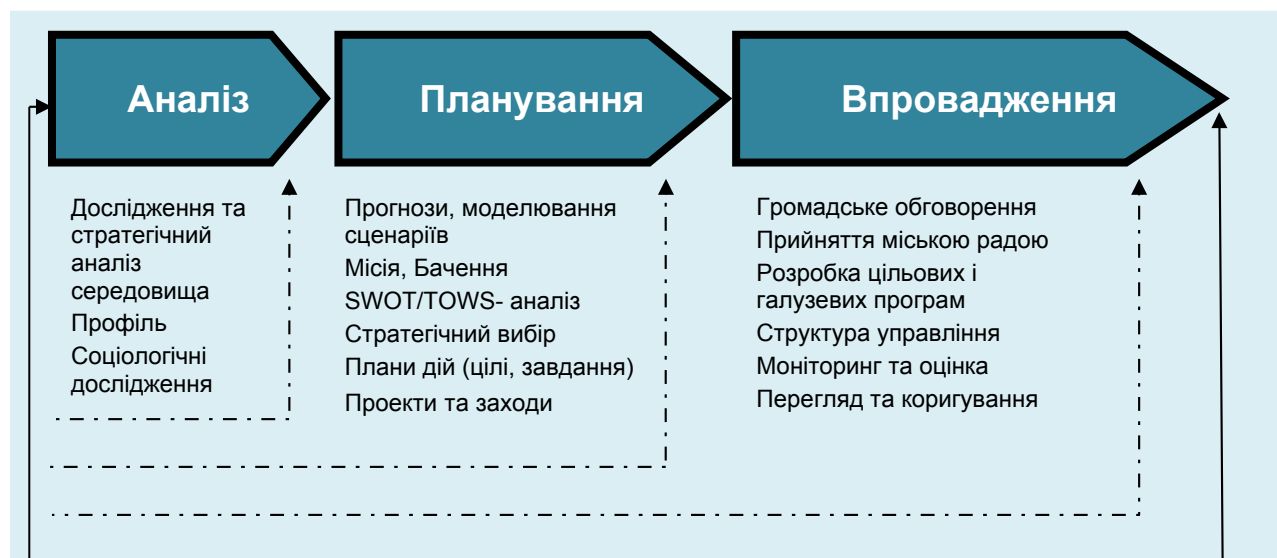 Аналіз
Планування
Впровадження
Дослідження та
стратегічний
аналіз
середовища
Профіль
Соціологічні
дослідження
Прогнози, моделювання
сценаріїв
Місія, Бачення
SWOT/TOWS- аналіз
Стратегічний вибір
Плани дій (цілі, завдання)
Проекти та заходи
Громадське обговорення
Прийняття міською радою
Розробка цільових і
галузевих програм
Структура управління
Моніторинг та оцінка
Перегляд та коригування